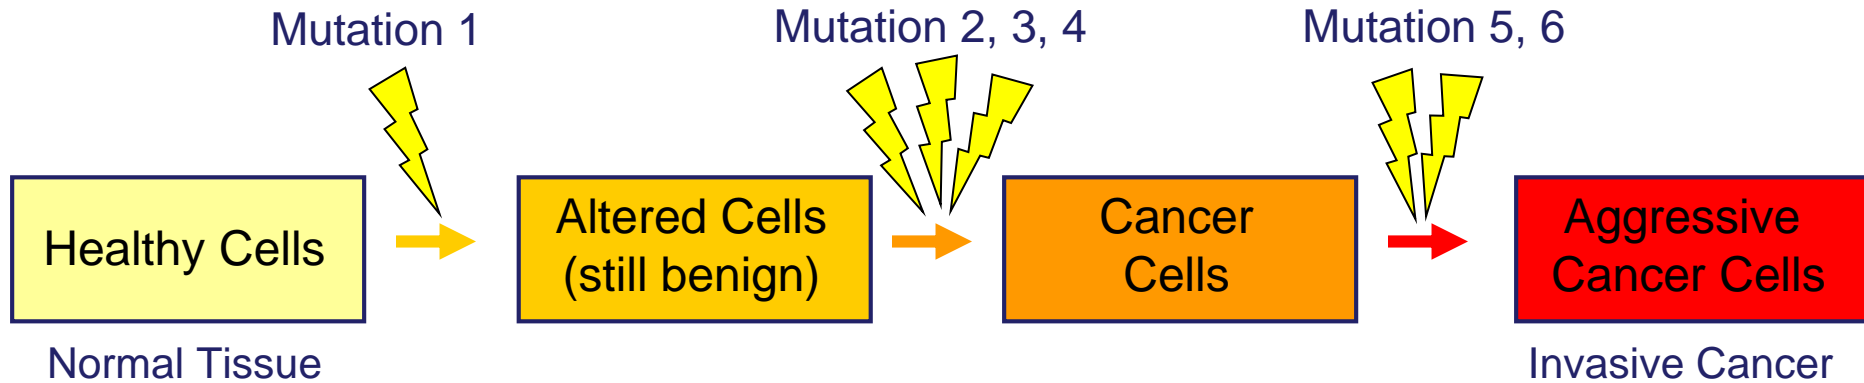 Mutation 1
Mutation 2, 3, 4
Mutation 5, 6
Healthy Cells
Altered Cells
(still benign)
Cancer
Cells
Aggressive
Cancer Cells
Normal Tissue
Invasive Cancer